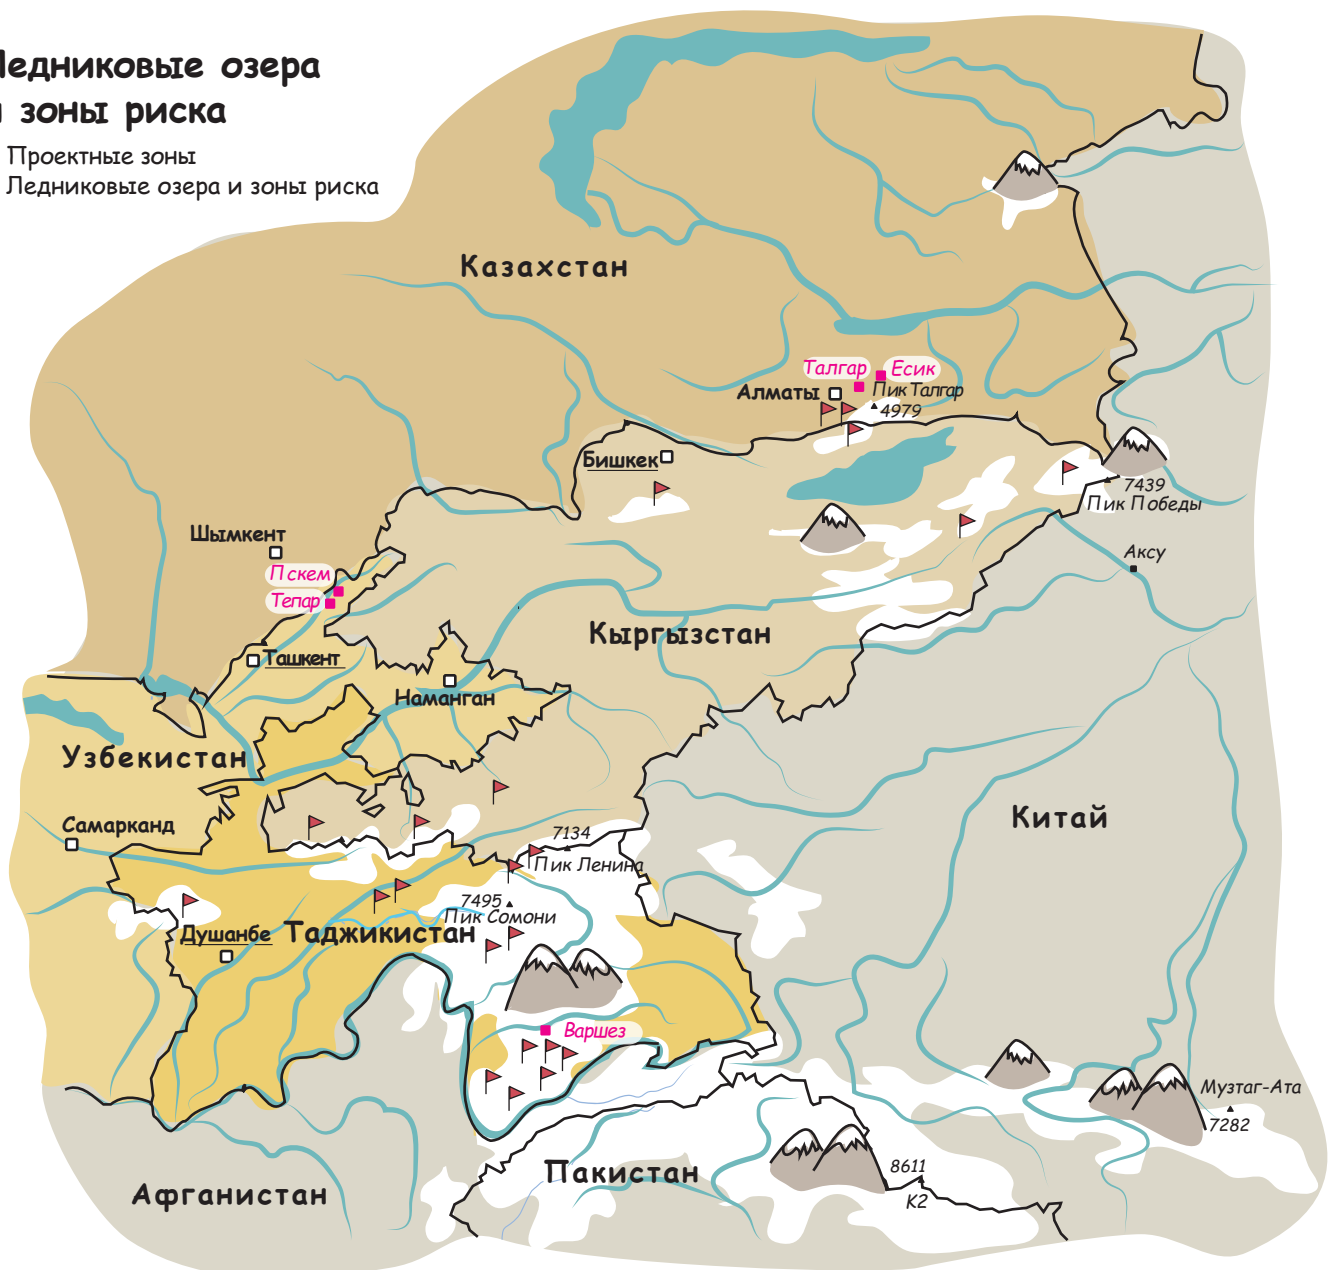 Ледниковые озера
и зоны риска
Проектные зоны
Ледниковые озера и зоны риска
Казахстан
Талгар
Есик
Алматы
Пик Талгар
4979
Бишкек
7439
Пик Победы
Шымкент
Аксу
Пскем
Тепар
Кыргызстан
Ташкент
Наманган
Узбекистан
Китай
Самарканд
7134
Пик Ленина
7495
Пик Сомони
Душанбе
Таджикистан
Варшез
Музтаг-Ата
7282
Пакистан
8611
К2
Афганистан